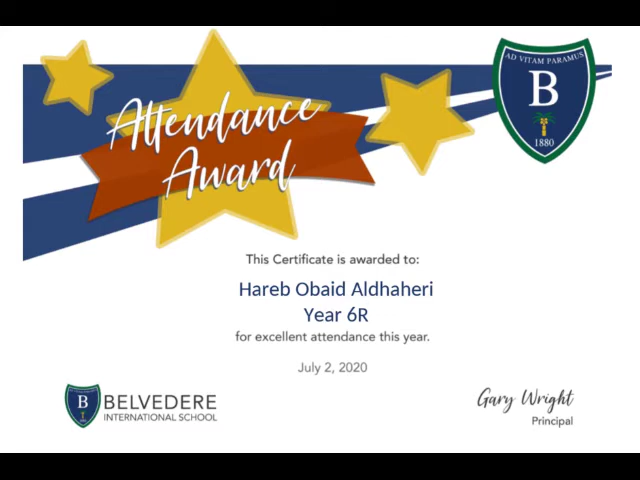 Attendance
Award
AD VITAM PARAMUS
B
1880
This Certificate is awarded to:
Hareb Obaid Aldhaheri
Year 6R
for excellent attendance this year.
July 2, 2020
B
BELVEDERE
INTERNATIONAL SCHOOL
Gary Wright
Principal